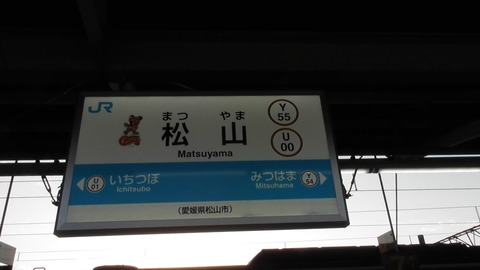 JR
まつ やま
松山
Matsuyama
Y
55
U
00
U
01
いちつぼ
Ichitsubo
みつはま
Mitsuhama
Y
54
(愛媛県松山市)